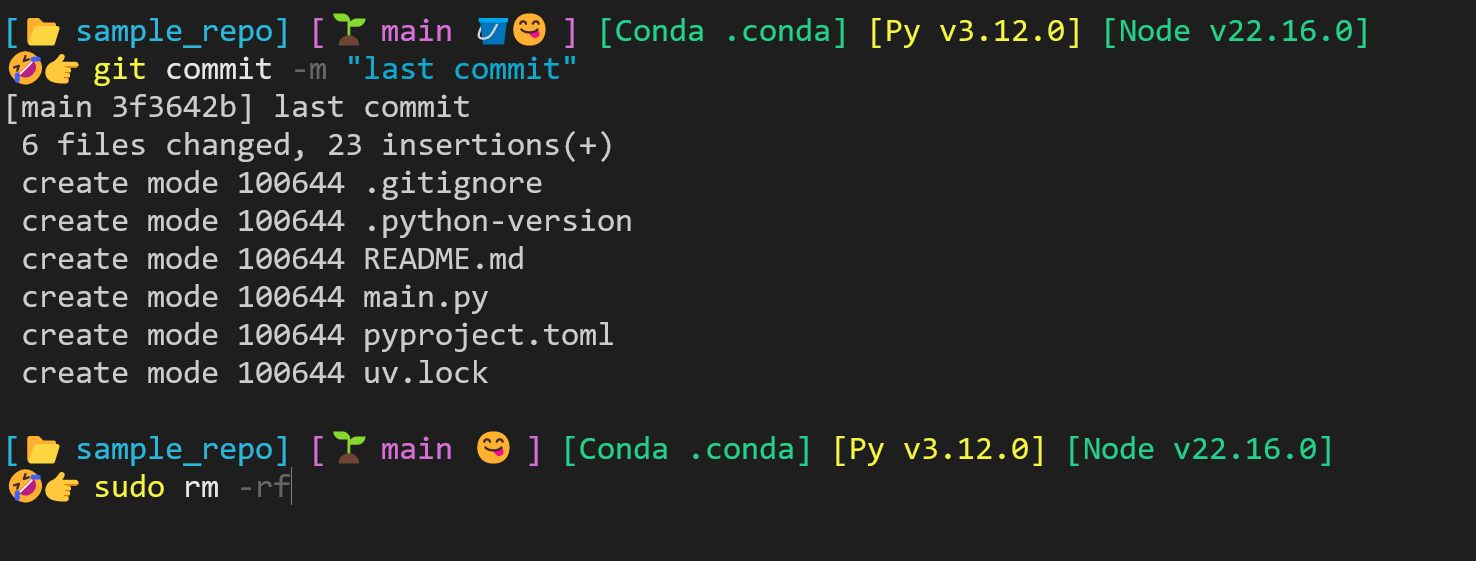 [📂 sample_repo] [🌱 main 🪣😋 ] [Conda .conda] [Py v3.12.0] [Node v22.16.0]
🤣👉 git commit -m "last commit"
[main 3f3642b] last commit
 6 files changed, 23 insertions(+)
 create mode 100644 .gitignore
 create mode 100644 .python-version
 create mode 100644 README.md
 create mode 100644 main.py
 create mode 100644 pyproject.toml
 create mode 100644 uv.lock
[📂 sample_repo] [🌱 main 😋 ] [Conda .conda] [Py v3.12.0] [Node v22.16.0]
🤣👉 sudo rm -rf